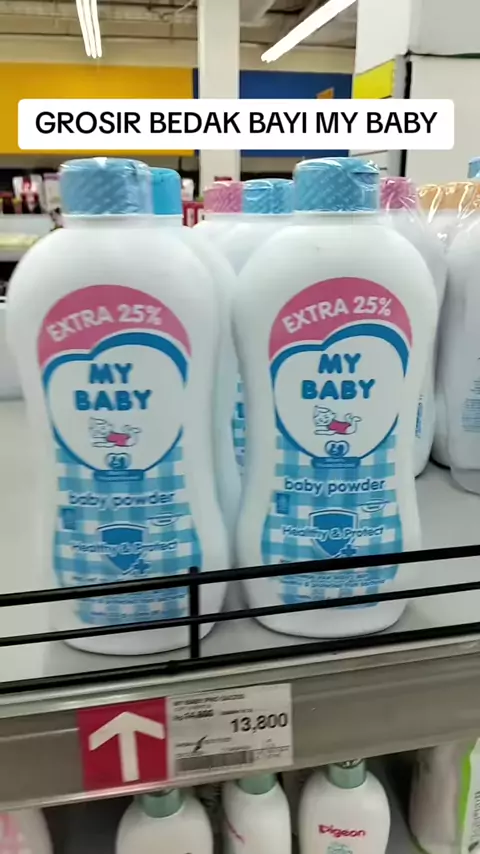 GROSIR BEDAK BAYI MY BABY
EXTRA 25%
MY
BABY
baby powder
Healthy & Protect
EXTRA 25%
MY
BABY
baby powder
Healthy & Protect
13,800
Pigeon